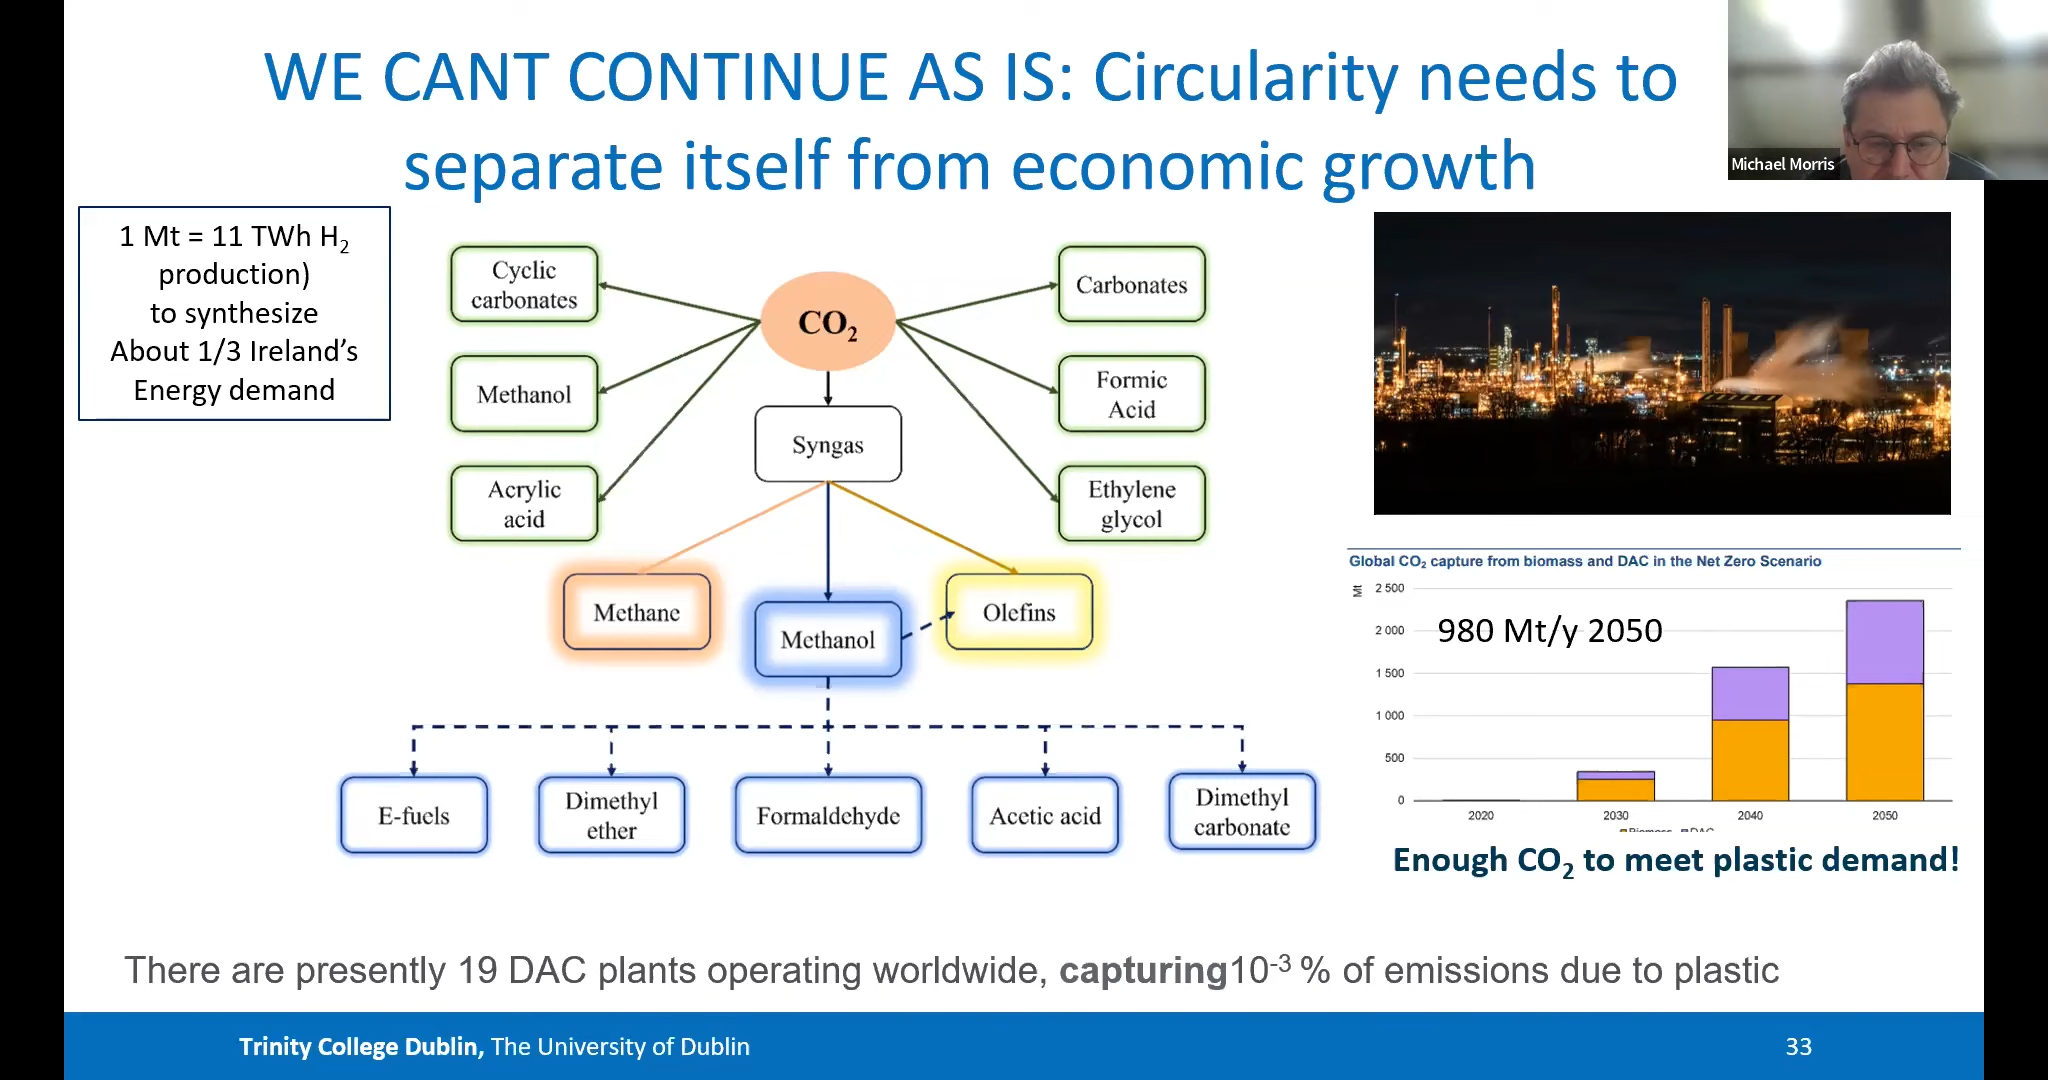 WE CANT CONTINUE AS IS: Circularity needs to
separate itself from economic growth
Michael Morris
1 Mt = 11 TWh H₂
production)
to synthesize
About 1/3 Ireland's
Energy demand
Cyclic
carbonates
Methanol
Acrylic
acid
CO₂
Syngas
Carbonates
Formic
Acid
Ethylene
glycol
Methane
Methanol
Olefins
E-fuels
Dimethyl
ether
Formaldehyde
Acetic acid
Dimethyl
carbonate
Global CO₂ capture from biomass and DAC in the Net Zero Scenario
Mt
2 500
2 000
1 500
1 000
500
0
980 Mt/y 2050
2020
2030
2040
2050
Biomass DAC
Enough CO₂ to meet plastic demand!
There are presently 19 DAC plants operating worldwide, capturing10⁻³ % of emissions due to plastic
Trinity College Dublin, The University of Dublin
33